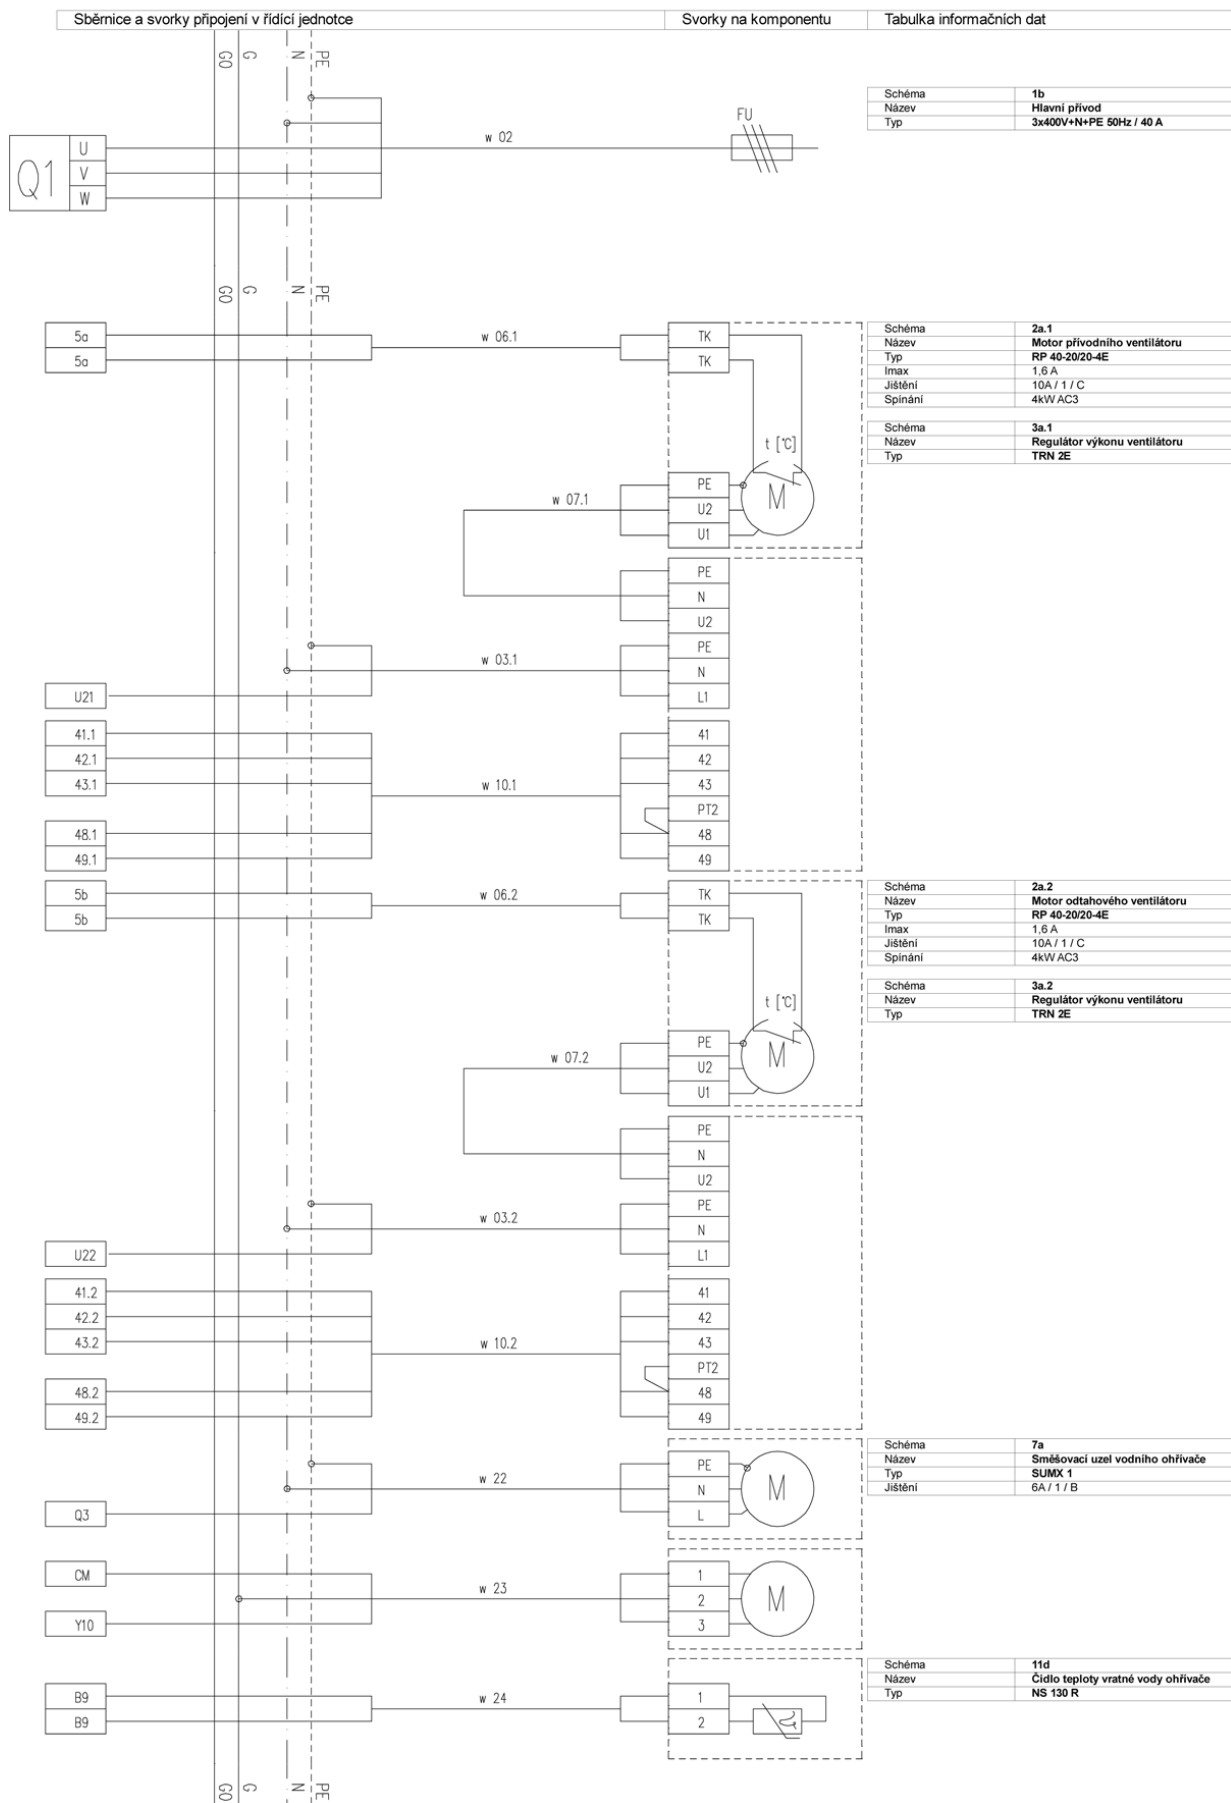 Sběrnice a svorky připojení v řídící jednotce Svorky na komponentu Tabulka informačních dat
G0 G N PE
Schéma 1b
Název Hlavní přívod
Typ 3x400V+N+PE 50Hz / 40 A
FU
w 02
Q1
U
V
W
G0 G N PE
5a
5a
w 06.1
TK
TK
t [°C]
M
PE
U2
U1
w 07.1
Schéma 2a.1
Název Motor přívodního ventilátoru
Typ RP 40-20/20-4E
Imax 1,6 A
Jištění 10A / 1 / C
Spínání 4kW AC3
Schéma 3a.1
Název Regulátor výkonu ventilátoru
Typ TRN 2E
PE
N
U2
PE
N
L1
w 03.1
U21
41.1
42.1
43.1
48.1
49.1
w 10.1
41
42
43
PT2
48
49
5b
5b
w 06.2
TK
TK
t [°C]
M
PE
U2
U1
w 07.2
Schéma 2a.2
Název Motor odtahového ventilátoru
Typ RP 40-20/20-4E
Imax 1,6 A
Jištění 10A / 1 / C
Spínání 4kW AC3
Schéma 3a.2
Název Regulátor výkonu ventilátoru
Typ TRN 2E
PE
N
U2
PE
N
L1
w 03.2
U22
41.2
42.2
43.2
48.2
49.2
w 10.2
41
42
43
PT2
48
49
Q3
w 22
PE
N
L
M
Schéma 7a
Název Směšovací uzel vodního ohřívače
Typ SUMX 1
Jištění 6A / 1 / B
CM
Y10
w 23
1
2
3
M
B9
B9
w 24
1
2
Schéma 11d
Název Čidlo teploty vratné vody ohřívače
Typ NS 130 R
G0 G N PE